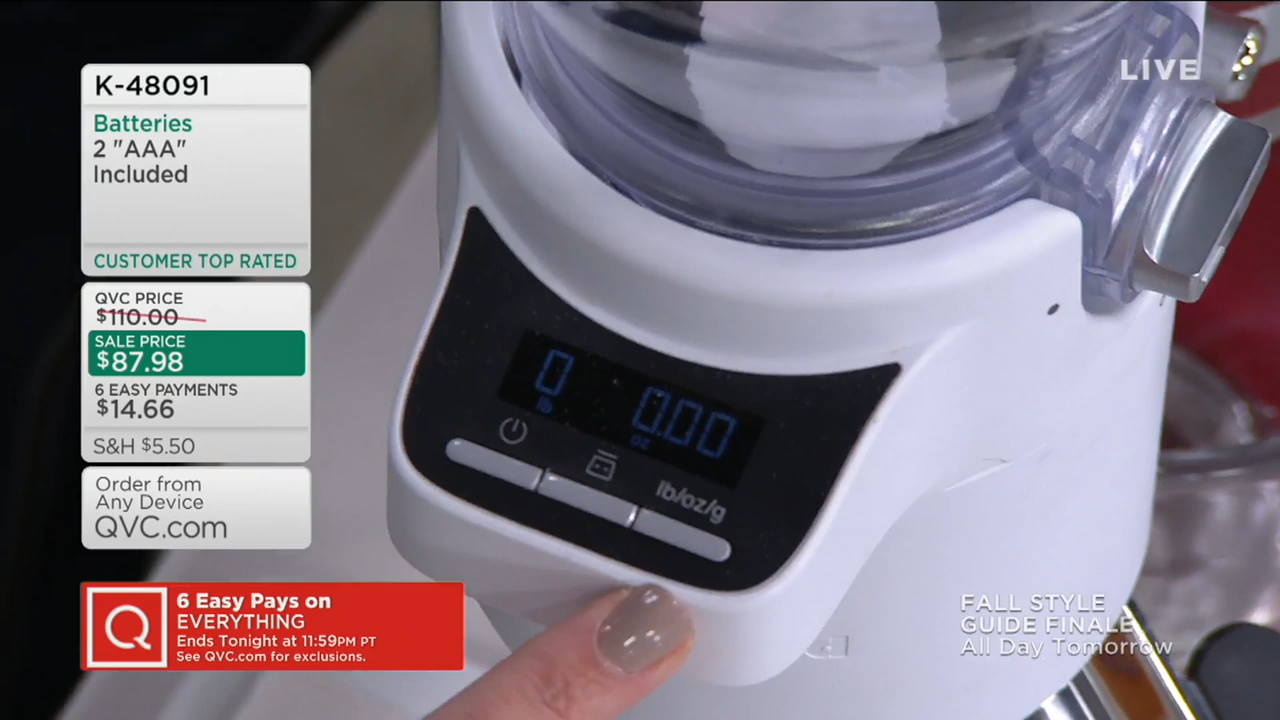 K-48091
Batteries
2 "AAA"
Included
CUSTOMER TOP RATED
QVC PRICE
$110.00
SALE PRICE
$87.98
6 EASY PAYMENTS
$14.66
S&H $5.50
Order from
Any Device
QVC.com
Q
6 Easy Pays on
EVERYTHING
Ends Tonight at 11:59PM PT
See QVC.com for exclusions.
LIVE
0 0.00
lb oz
lb/oz/g
FALL STYLE
GUIDE FINALE
All Day Tomorrow